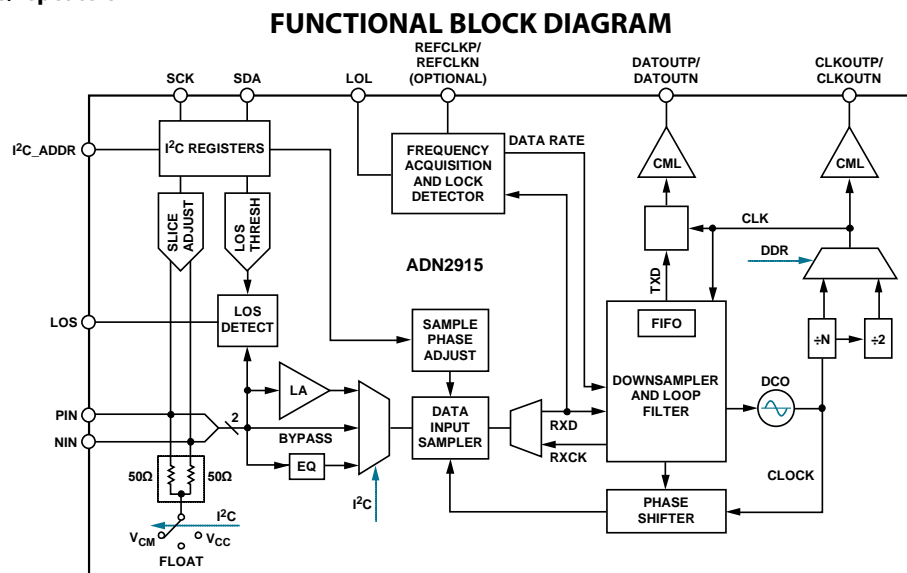 FUNCTIONAL BLOCK DIAGRAM
SCK
SDA
LOL
REFCLKP/
REFCLKN
(OPTIONAL)
DATOUTP/
DATOUTN
CLKOUTP/
CLKOUTN
I²C_ADDR
I²C REGISTERS
FREQUENCY
ACQUISITION
AND LOCK
DETECTOR
DATA RATE
CML
CML
SLICE
ADJUST
LOS
THRESH
CLK
DDR
ADN2915
TXD
LOS
LOS
DETECT
SAMPLE
PHASE
ADJUST
FIFO
÷N
÷2
LA
DOWNSAMPLER
AND LOOP
FILTER
DCO
PIN
NIN
2
BYPASS
DATA
INPUT
SAMPLER
RXD
RXCK
EQ
50Ω
50Ω
I²C
CLOCK
PHASE
SHIFTER
I²C
VCM
VCC
FLOAT